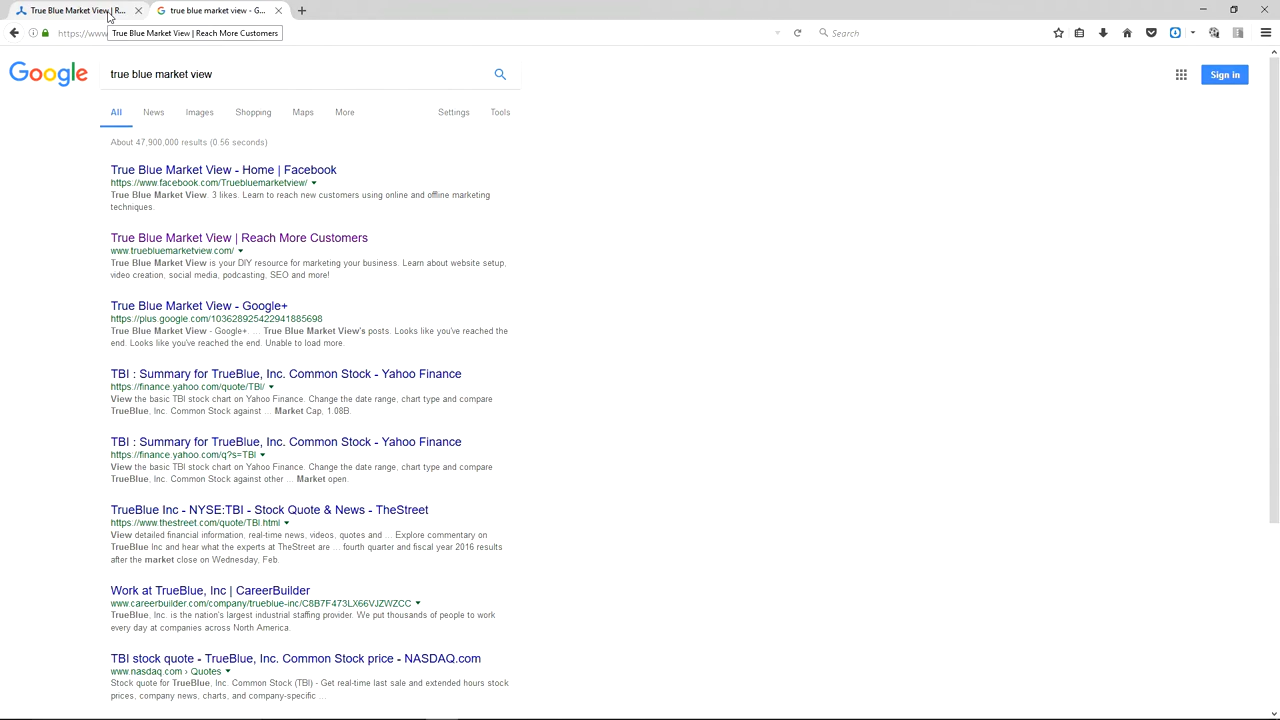 True Blue Market View | R...
true blue market view - G...
https://www
True Blue Market View | Reach More Customers
Search
Google
true blue market view
Sign in
All News Images Shopping Maps More Settings Tools
About 47,900,000 results (0.56 seconds)
True Blue Market View - Home | Facebook
https://www.facebook.com/Truebluemarketview/
True Blue Market View. 3 likes. Learn to reach new customers using online and offline marketing
techniques.
True Blue Market View | Reach More Customers
www.truebluemarketview.com/
True Blue Market View is your DIY resource for marketing your business. Learn about website setup,
video creation, social media, podcasting, SEO and more!
True Blue Market View - Google+
https://plus.google.com/103628925422941885698
True Blue Market View - Google+. ... True Blue Market View's posts. Looks like you've reached the
end. Looks like you've reached the end. Unable to load more.
TBI : Summary for TrueBlue, Inc. Common Stock - Yahoo Finance
https://finance.yahoo.com/quote/TBI/
View the basic TBI stock chart on Yahoo Finance. Change the date range, chart type and compare
TrueBlue, Inc. Common Stock against ... Market Cap, 1.08B.
TBI : Summary for TrueBlue, Inc. Common Stock - Yahoo Finance
https://finance.yahoo.com/q?s=TBI
View the basic TBI stock chart on Yahoo Finance. Change the date range, chart type and compare
TrueBlue, Inc. Common Stock against other ... Market open.
TrueBlue Inc - NYSE:TBI - Stock Quote & News - TheStreet
https://www.thestreet.com/quote/TBI.html
View detailed financial information, real-time news, videos, quotes and ... Explore commentary on
TrueBlue Inc and hear what the experts at TheStreet are ... fourth quarter and fiscal year 2016 results
after the market close on Wednesday, Feb.
Work at TrueBlue, Inc | CareerBuilder
www.careerbuilder.com/company/trueblue-inc/C8B7F473LX66VJZWZCC
TrueBlue, Inc. is the nation's largest industrial staffing provider. We put thousands of people to work
every day at companies across North America.
TBI stock quote - TrueBlue, Inc. Common Stock price - NASDAQ.com
www.nasdaq.com › Quotes
Stock quote for TrueBlue, Inc. Common Stock (TBI) - Get real-time last sale and extended hours stock
prices, company news, charts, and company-specific....